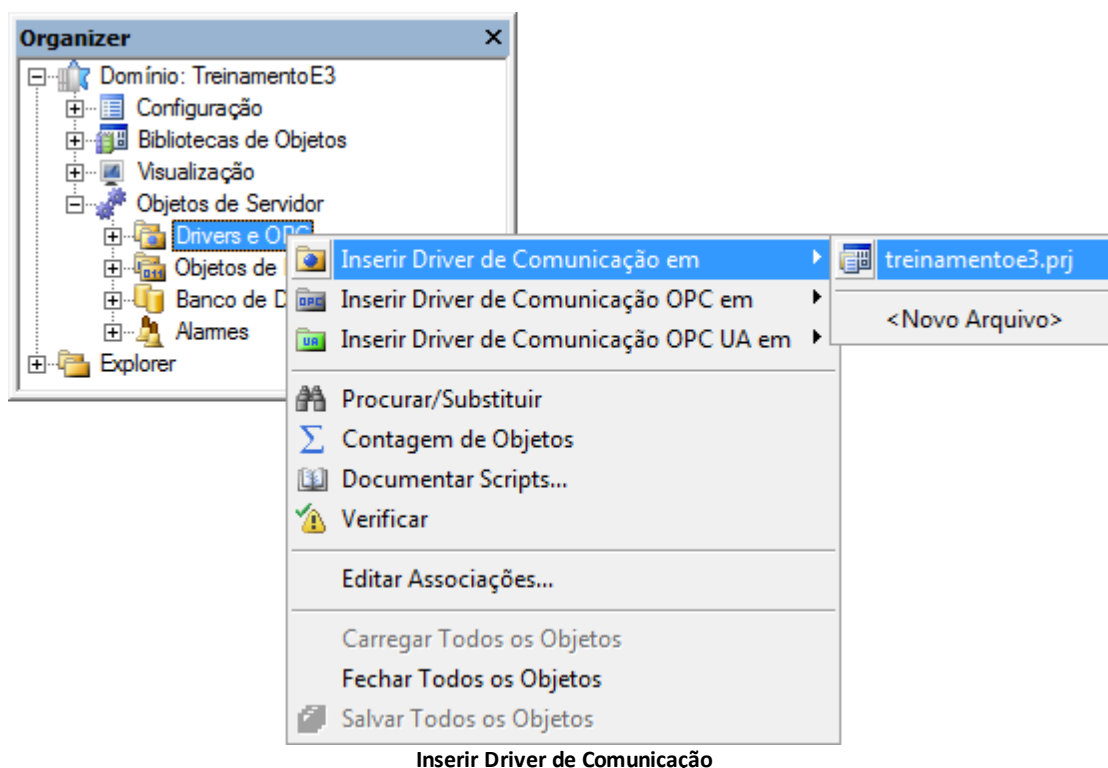 Organizer
Domínio: TreinamentoE3
Configuração
Bibliotecas de Objetos
Visualização
Objetos de Servidor
Drivers e OPC
Objetos de
Banco de D
Alarmes
Explorer
Inserir Driver de Comunicação em
Inserir Driver de Comunicação OPC em
Inserir Driver de Comunicação OPC UA em
Procurar/Substituir
Contagem de Objetos
Documentar Scripts...
Verificar
Editar Associações...
Carregar Todos os Objetos
Fechar Todos os Objetos
Salvar Todos os Objetos
treinamentoe3.prj
<Novo Arquivo>
Inserir Driver de Comunicação